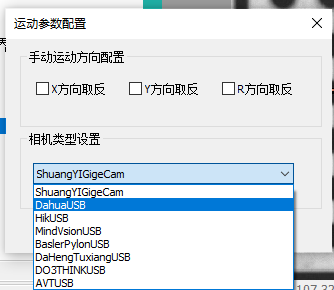 运动参数配置
手动运动方向配置
X方向取反 Y方向取反 R方向取反
相机类型设置
ShuangYIGigeCam
ShuangYIGigeCam
DahuaUSB
HikUSB
MindVsionUSB
BaslerPylonUSB
DaHengTuxiangUSB
DO3THINKUSB
AVTUSB